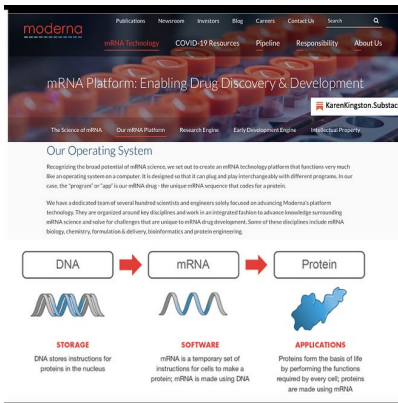 moderna
Publications Newsroom Investors Blog Careers Contact Us Search
mRNA Technology COVID-19 Resources Pipeline Responsibility About Us
mRNA Platform: Enabling Drug Discovery & Development
KarenKingston.Substac
The Science of mRNA Our mRNA Platform Research Engine Early Development Engine Intellectual Property
Our Operating System
Recognizing the broad potential of mRNA science, we set out to create an mRNA technology platform that functions very much
like an operating system on a computer. It is designed so that it can plug and play interchangeably with different programs. In our
case, the "program" or "app" is our mRNA drug - the unique mRNA sequence that codes for a protein.
We have a dedicated team of several hundred scientists and engineers solely focused on advancing Moderna's platform
technology. They are organized around key disciplines and work in an integrated fashion to advance knowledge surrounding
mRNA science and solve for challenges that are unique to mRNA drug development. Some of these disciplines include mRNA
biology, chemistry, formulation & delivery, bioinformatics and protein engineering.
DNA mRNA Protein
STORAGE SOFTWARE APPLICATIONS
DNA stores instructions for mRNA is a temporary set of Proteins form the basis of life
proteins in the nucleus instructions for cells to make a by performing the functions
protein; mRNA is made using DNA required by every cell; proteins
are made using mRNA